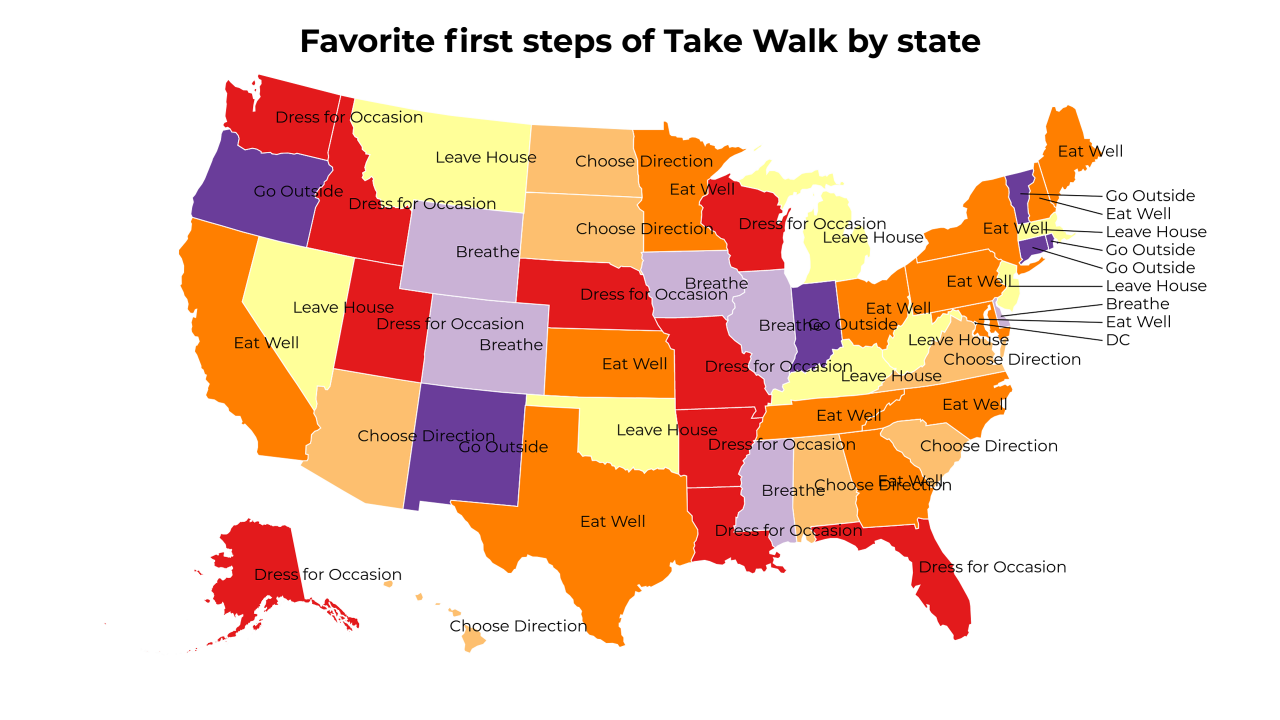 Favorite first steps of Take Walk by state
Dress for Occasion
Eat Well
Leave House
Choose Direction
Eat Well
Go Outside
Go Outside
Dress for Occasion
Eat Well
Dress for Occasion
Leave House
Leave House
Eat Well
Choose Direction
Go Outside
Breathe
Go Outside
Eat Well
Leave House
Breathe
Dress for Occasion
Eat Well
Leave House
Breathe
Dress for Occasion
Breathe
Go Outside
Eat Well
Leave House
Dress for Occasion
Breathe
Eat Well
DC
Leave House
Choose Direction
Eat Well
Dress for Occasion
Leave House
Choose Direction
Go Outside
Leave House
Dress for Occasion
Eat Well
Eat Well
Choose Direction
Breathe
Choose Direction
Eat Well
Eat Well
Dress for Occasion
Dress for Occasion
Dress for Occasion
Choose Direction